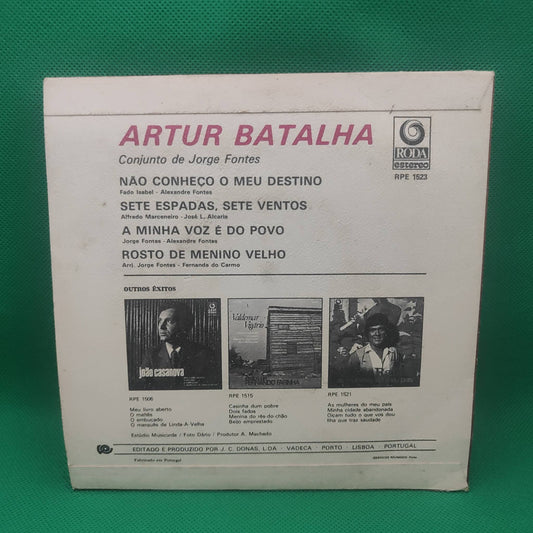 ARTUR BATALHA
Conjunto de Jorge Fontes
RODA
estereo
RPE 1523
NÃO CONHEÇO O MEU DESTINO
Fado Isabel - Alexandre Fontes
SETE ESPADAS, SETE VENTOS
Alfredo Marceneiro - José L. Alcaria
A MINHA VOZ É DO POVO
Jorge Fontes - Alexandre Fontes
ROSTO DE MENINO VELHO
Arr. Jorge Fontes - Fernanda do Carmo
OUTROS ÊXITOS
joão casanova
Valdemar
Vigário
FERNANDO FARINHA
RPE 1506
Meu livro aberto
O maltês
O embuçado
O marquês de Linda-A-Velha
RPE 1515
Casinha dum pobre
Dois fados
Menina do rés-do-chão
Beijo emprestado
RPE 1521
As mulheres do meu país
Minha cidade abandonada
Diçam tudo o que vos dou
Ilha que traz saudade
Estúdio Musicorde / Foto Dário / Produtor A. Machado
EDITADO E PRODUZIDO POR J. C. DONAS, L.DA - VADECA - PORTO - LISBOA - PORTUGAL
Fabricado em Portugal